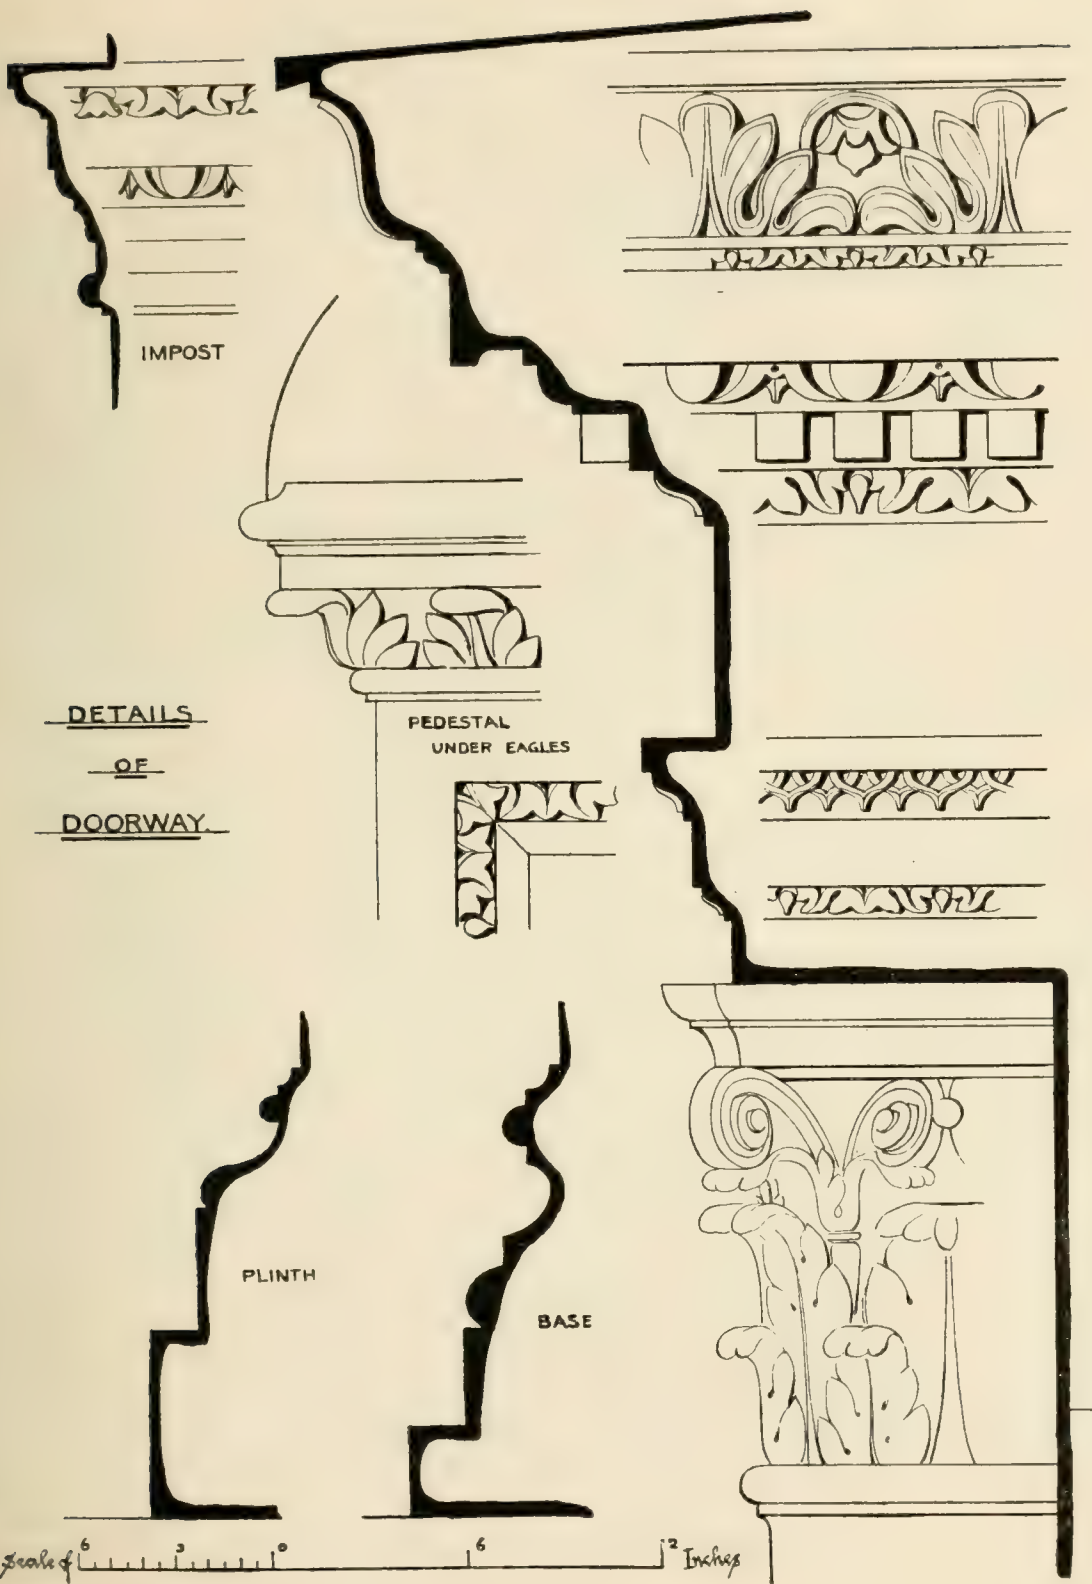 IMPOST
DETAILS
OF
DOORWAY.
PEDESTAL
UNDER EAGLES
PLINTH
BASE
Scale of 6 3 0 6 12 Inches